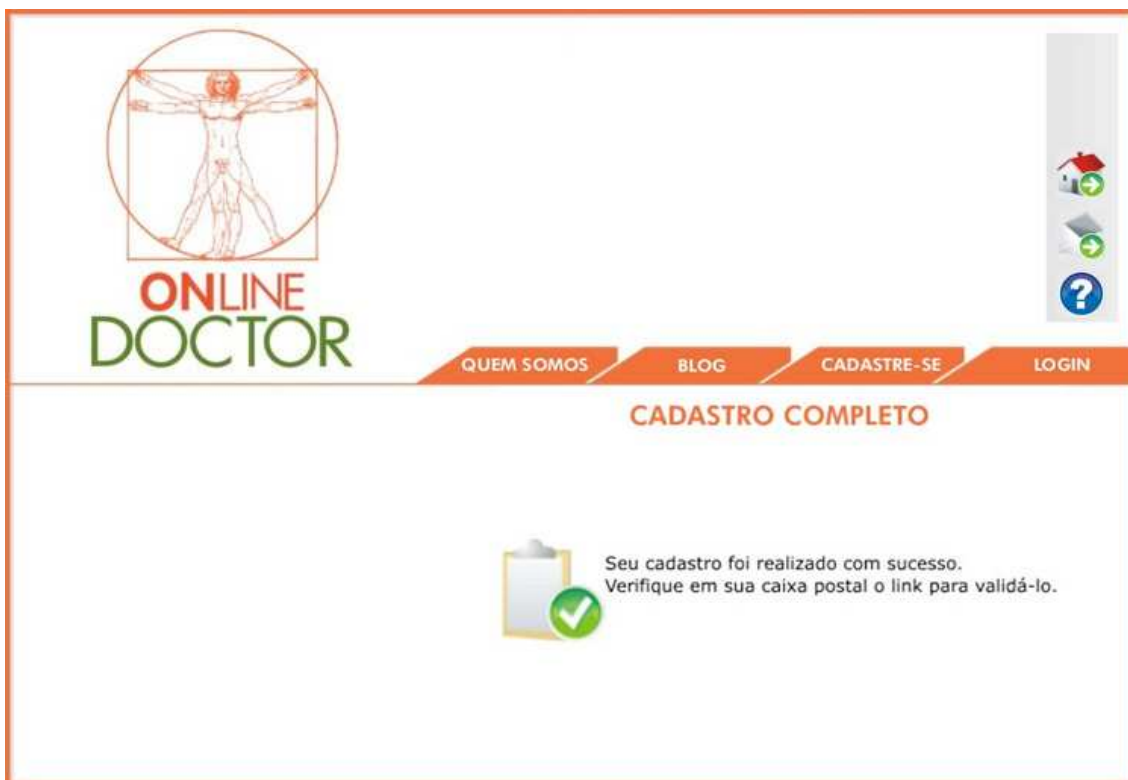 ONLINE
DOCTOR
QUEM SOMOS
BLOG
CADASTRE-SE
LOGIN
CADASTRO COMPLETO
Seu cadastro foi realizado com sucesso.
Verifique em sua caixa postal o link para validá-lo.